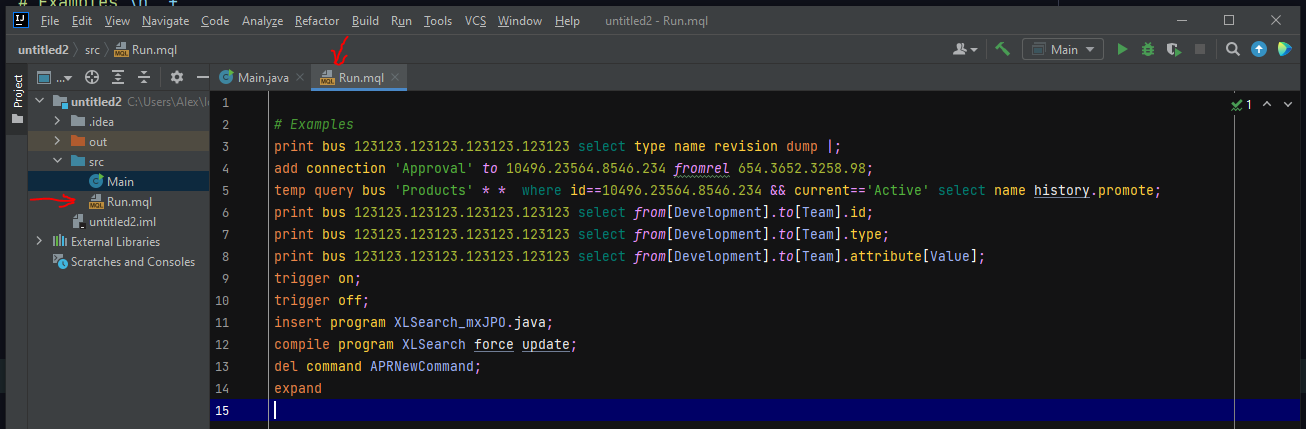 # Examples \n" +
File Edit View Navigate Code Analyze Refactor Build Run Tools VCS Window Help untitled2 - Run.mql
untitled2 src Run.mql Main
Project ... Main.java Run.mql
untitled2 C:\Users\Alex\I
.idea
out
src
Main
Run.mql
untitled2.iml
External Libraries
Scratches and Consoles
1
2 # Examples
3 print bus 123123.123123.123123.123123 select type name revision dump |;
4 add connection 'Approval' to 10496.23564.8546.234 fromrel 654.3652.3258.98;
5 temp query bus 'Products' * * where id==10496.23564.8546.234 && current=='Active' select name history.promote;
6 print bus 123123.123123.123123.123123 select from[Development].to[Team].id;
7 print bus 123123.123123.123123.123123 select from[Development].to[Team].type;
8 print bus 123123.123123.123123.123123 select from[Development].to[Team].attribute[Value];
9 trigger on;
10 trigger off;
11 insert program XLSearch_mxJPO.java;
12 compile program XLSearch force update;
13 del command APRNewCommand;
14 expand
15
1